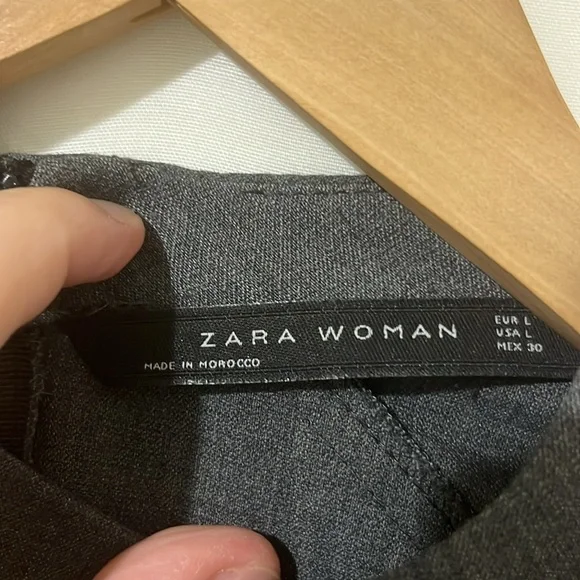 ZARA WOMAN
MADE IN MOROCCO
EUR L
USA L
MEX 30